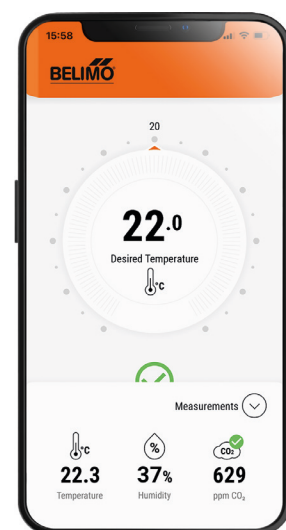 15:58
BELIMO
20
22.0
Desired Temperature
°C
Measurements
°C
%
CO₂
22.3
37%
629
Temperature
Humidity
ppm CO₂